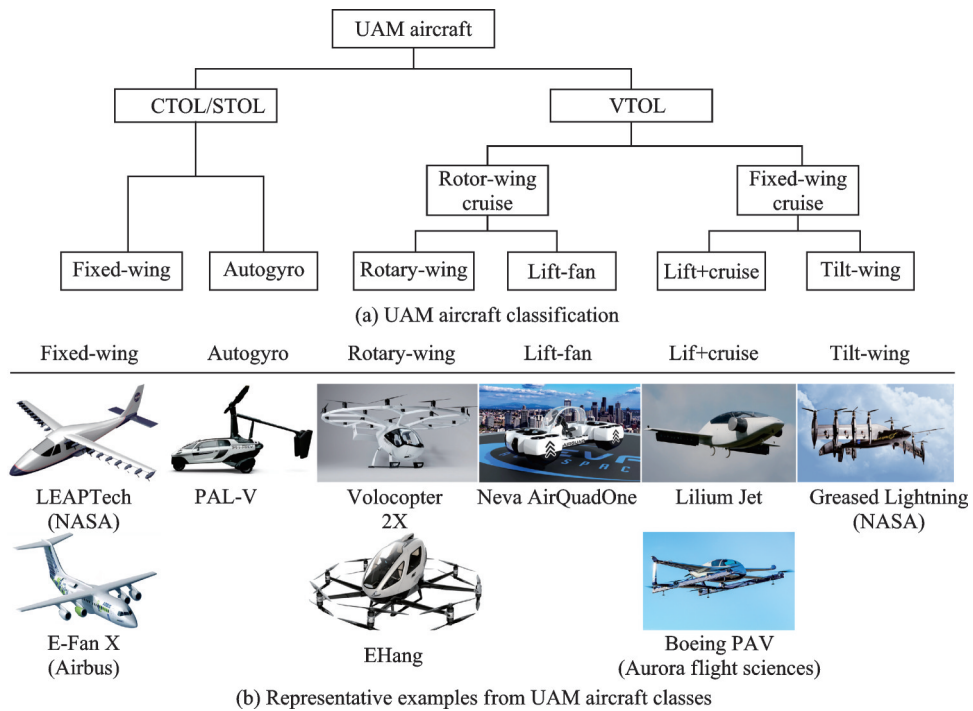 UAM aircraft
CTOL/STOL
VTOL
Rotor-wing
cruise
Fixed-wing
cruise
Fixed-wing
Autogyro
Rotary-wing
Lift-fan
Lift+cruise
Tilt-wing
(a) UAM aircraft classification
Fixed-wing
Autogyro
Rotary-wing
Lift-fan
Lif+cruise
Tilt-wing
LEAPTech
(NASA)
PAL-V
Volocopter
2X
Neva AirQuadOne
Lilium Jet
Greased Lightning
(NASA)
E-Fan X
(Airbus)
EHang
Boeing PAV
(Aurora flight sciences)
(b) Representative examples from UAM aircraft classes